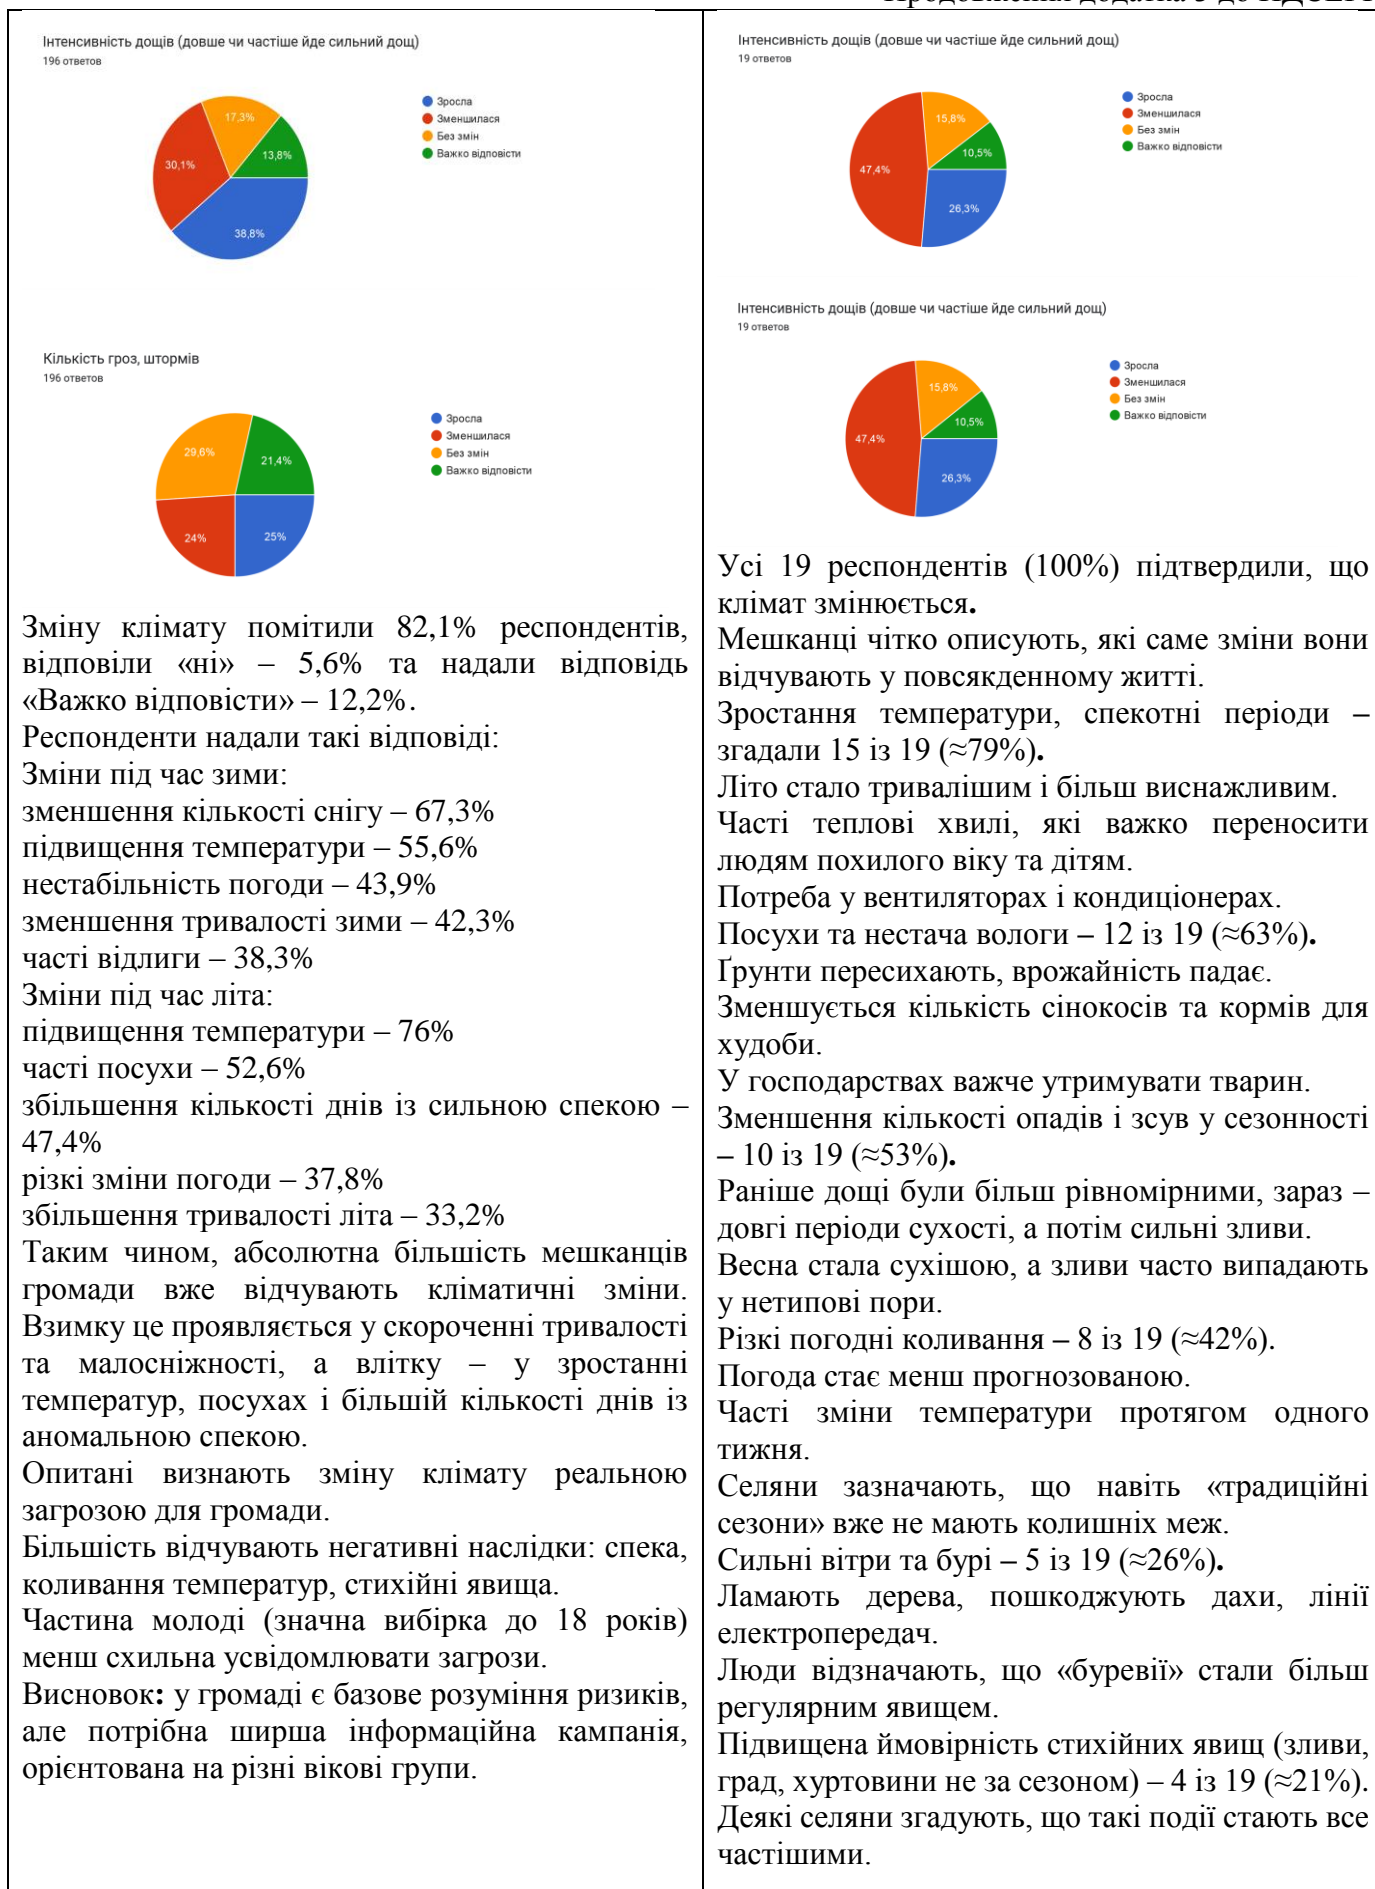 Інтенсивність дощів (довше чи частіше йде сильний дощ)
196 ответов
17,3%
13,8%
30,1%
38,8%
Зросла
Зменшилася
Без змін
Важко відповісти
Кількість гроз, штормів
196 ответов
29,6%
21,4%
24%
25%
Зросла
Зменшилася
Без змін
Важко відповісти
Зміну клімату помітили 82,1% респондентів,
відповіли «ні» – 5,6% та надали відповідь
«Важко відповісти» – 12,2%.
Респонденти надали такі відповіді:
Зміни під час зими:
зменшення кількості снігу – 67,3%
підвищення температури – 55,6%
нестабільність погоди – 43,9%
зменшення тривалості зими – 42,3%
часті відлиги – 38,3%
Зміни під час літа:
підвищення температури – 76%
часті посухи – 52,6%
збільшення кількості днів із сильною спекою –
47,4%
різкі зміни погоди – 37,8%
збільшення тривалості літа – 33,2%
Таким чином, абсолютна більшість мешканців
громади вже відчувають кліматичні зміни.
Взимку це проявляється у скороченні тривалості
та малосніжності, а влітку – у зростанні
температур, посухах і більшій кількості днів із
аномальною спекою.
Опитані визнають зміну клімату реальною
загрозою для громади.
Більшість відчувають негативні наслідки: спека,
коливання температур, стихійні явища.
Частина молоді (значна вибірка до 18 років)
менш схильна усвідомлювати загрози.
Висновок: у громаді є базове розуміння ризиків,
але потрібна ширша інформаційна кампанія,
орієнтована на різні вікові групи.
Інтенсивність дощів (довше чи частіше йде сильний дощ)
19 ответов
15,8%
10,5%
47,4%
26,3%
Зросла
Зменшилася
Без змін
Важко відповісти
Інтенсивність дощів (довше чи частіше йде сильний дощ)
19 ответов
15,8%
10,5%
47,4%
26,3%
Зросла
Зменшилася
Без змін
Важко відповісти
Усі 19 респондентів (100%) підтвердили, що
клімат змінюється.
Мешканці чітко описують, які саме зміни вони
відчувають у повсякденному житті.
Зростання температури, спекотні періоди –
згадали 15 із 19 (≈79%).
Літо стало тривалішим і більш виснажливим.
Часті теплові хвилі, які важко переносити
людям похилого віку та дітям.
Потреба у вентиляторах і кондиціонерах.
Посухи та нестача вологи – 12 із 19 (≈63%).
Ґрунти пересихають, врожайність падає.
Зменшується кількість сінокосів та кормів для
худоби.
У господарствах важче утримувати тварин.
Зменшення кількості опадів і зсув у сезонності
– 10 із 19 (≈53%).
Раніше дощі були більш рівномірними, зараз –
довгі періоди сухості, а потім сильні зливи.
Весна стала сухішою, а зливи часто випадають
у нетипові пори.
Різкі погодні коливання – 8 із 19 (≈42%).
Погода стає менш прогнозованою.
Часті зміни температури протягом одного
тижня.
Селяни зазначають, що навіть «традиційні
сезони» вже не мають колишніх меж.
Сильні вітри та бурі – 5 із 19 (≈26%).
Ламають дерева, пошкоджують дахи, лінії
електропередач.
Люди відзначають, що «буревії» стали більш
регулярним явищем.
Підвищена ймовірність стихійних явищ (зливи,
град, хуртовини не за сезоном) – 4 із 19 (≈21%).
Деякі селяни згадують, що такі події стають все
частішими.